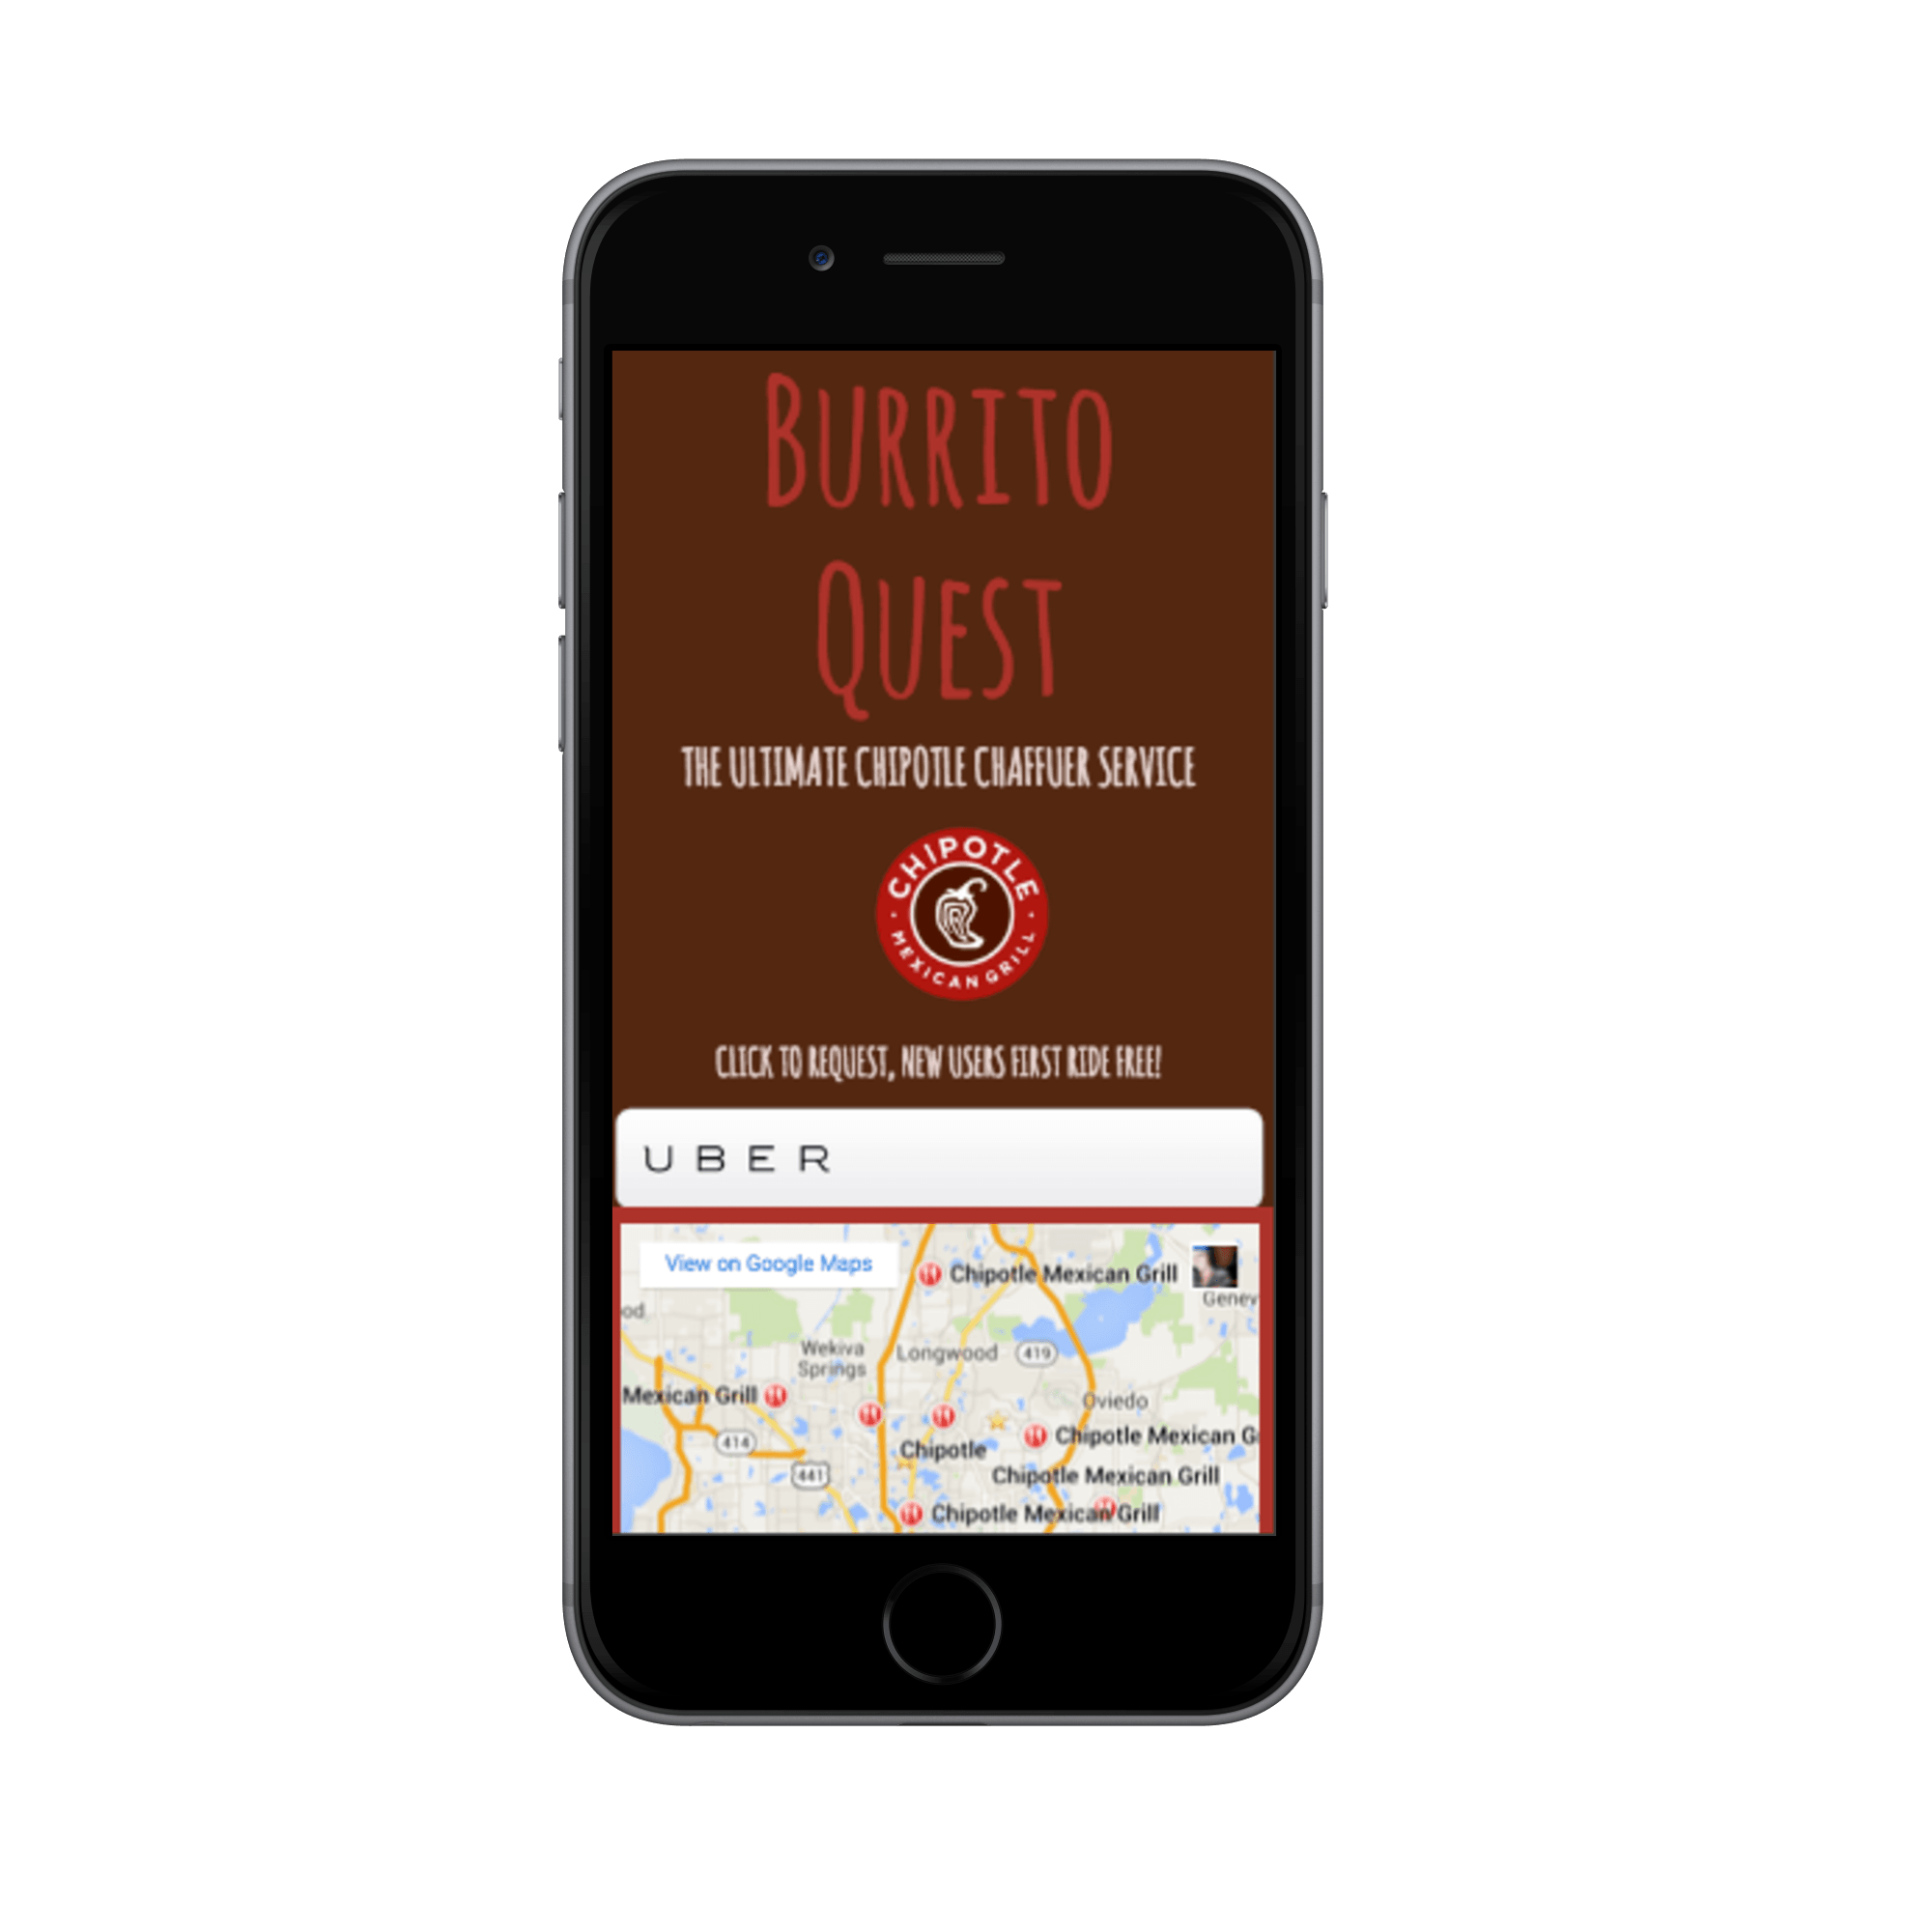 BURRITO
QUEST
THE ULTIMATE CHIPOTLE CHAFFUER SERVICE
CHIPOTLE
MEXICAN GRILL
CLICK TO REQUEST, NEW USERS FIRST RIDE FREE!
UBER
View on Google Maps
Chipotle Mexican Grill
Genev
od
Wekiva
Springs
Longwood
419
Mexican Grill
Oviedo
414
Chipotle
Chipotle Mexican G
441
Chipotle Mexican Grill
Chipotle Mexican Grill